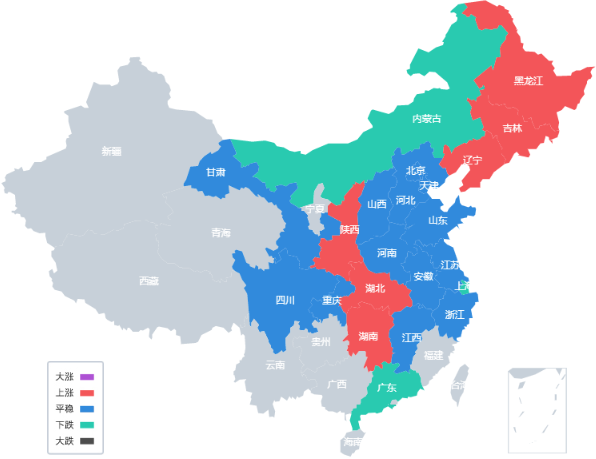 黑龙江
内蒙古
吉林
新疆
辽宁
甘肃
北京
天津
宁夏
山西
河北
山东
陕西
青海
河南
江苏
西藏
安徽
上海
湖北
四川
重庆
浙江
湖南
江西
贵州
福建
云南
广西
广东
台湾
海南
大涨
上涨
平稳
下跌
大跌